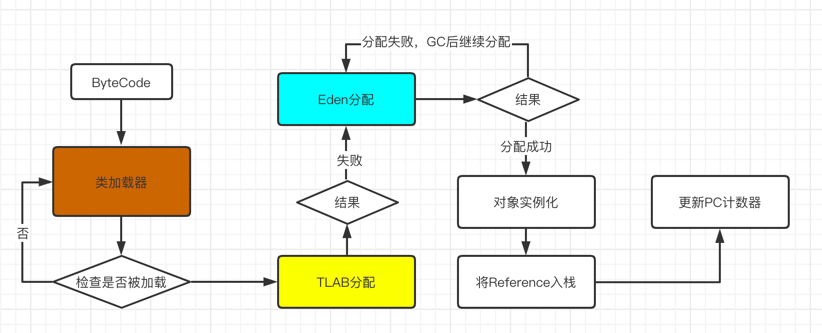 ByteCode
类加载器
否
检查是否被加载
TLAB分配
结果
失败
Eden分配
分配失败，GC后继续分配
结果
分配成功
对象实例化
将Reference入栈
更新PC计数器